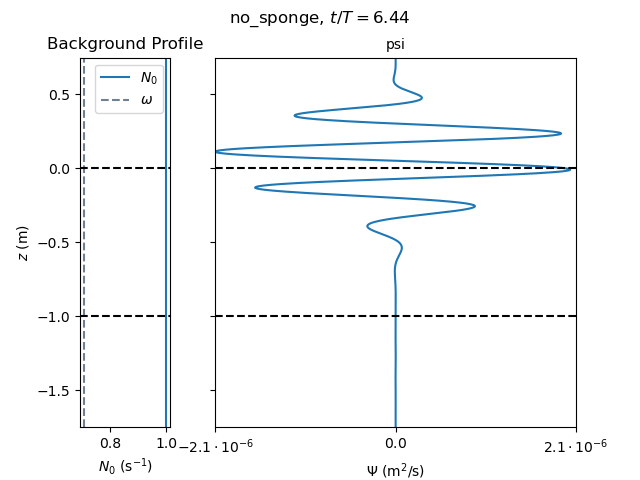 no_sponge, t/T = 6.44
Background Profile
psi
N₀
ω
0.5
0.0
−0.5
−1.0
−1.5
z (m)
0.8 1.0
N₀ (s⁻¹)
−2.1 · 10⁻⁶ 0.0 2.1 · 10⁻⁶
Ψ (m²/s)